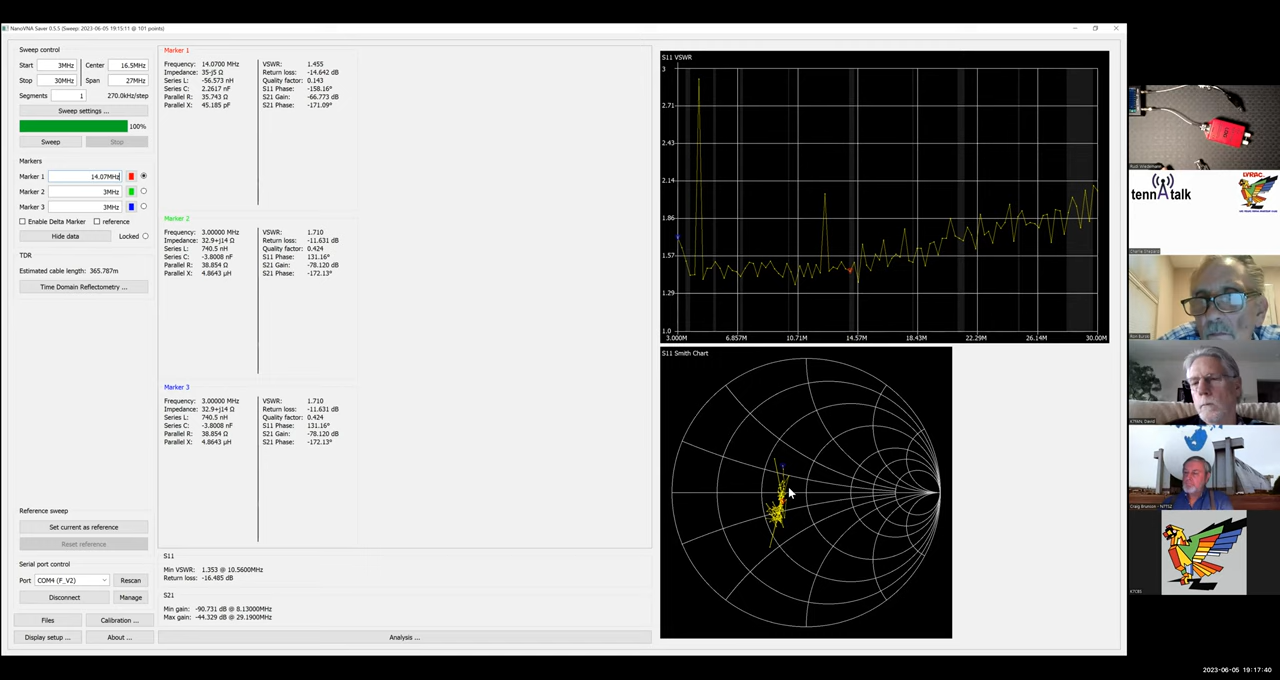 NanoVNA Saver 0.5.5 (Sweep: 2023-06-05 19:15:11 @ 101 points)
Sweep control
Start 3MHz Center 16.5MHz
Stop 30MHz Span 27MHz
Segments 1 270.0kHz/step
Sweep settings ...
100%
Sweep Stop
Markers
Marker 1 14.07MHz
Marker 2 3MHz
Marker 3 3MHz
Enable Delta Marker reference
Hide data Locked
TDR
Estimated cable length: 365.787m
Time Domain Reflectometry ...
Reference sweep
Set current as reference
Reset reference
Serial port control
Port COM4 (F_V2) Rescan
Disconnect Manage
Files Calibration ...
Display setup ... About ...
Marker 1
Frequency: 14.0700 MHz VSWR: 1.455
Impedance: 35-j5 Ω Return loss: -14.642 dB
Series L: -56.573 nH Quality factor: 0.143
Series C: 2.2617 nF S11 Phase: -158.16°
Parallel R: 35.743 Ω S21 Gain: -66.773 dB
Parallel X: 45.185 pF S21 Phase: -171.09°
Marker 2
Frequency: 3.00000 MHz VSWR: 1.710
Impedance: 32.9+j14 Ω Return loss: -11.631 dB
Series L: 740.5 nH Quality factor: 0.424
Series C: -3.8008 nF S11 Phase: 131.16°
Parallel R: 38.854 Ω S21 Gain: -78.120 dB
Parallel X: 4.8643 µH S21 Phase: -172.13°
Marker 3
Frequency: 3.00000 MHz VSWR: 1.710
Impedance: 32.9+j14 Ω Return loss: -11.631 dB
Series L: 740.5 nH Quality factor: 0.424
Series C: -3.8008 nF S11 Phase: 131.16°
Parallel R: 38.854 Ω S21 Gain: -78.120 dB
Parallel X: 4.8643 µH S21 Phase: -172.13°
S11
Min VSWR: 1.353 @ 10.5600MHz
Return loss: -16.485 dB
S21
Min gain: -90.731 dB @ 8.13000MHz
Max gain: -44.329 dB @ 29.1900MHz
Analysis ...
S11 VSWR
3
2.71
2.43
2.14
1.86
1.57
1.29
1.0
3.000M 6.857M 10.71M 14.57M 18.43M 22.29M 26.14M 30.00M
S11 Smith Chart
tennAtalk
LVRAC
2023-06-05 19:17:40